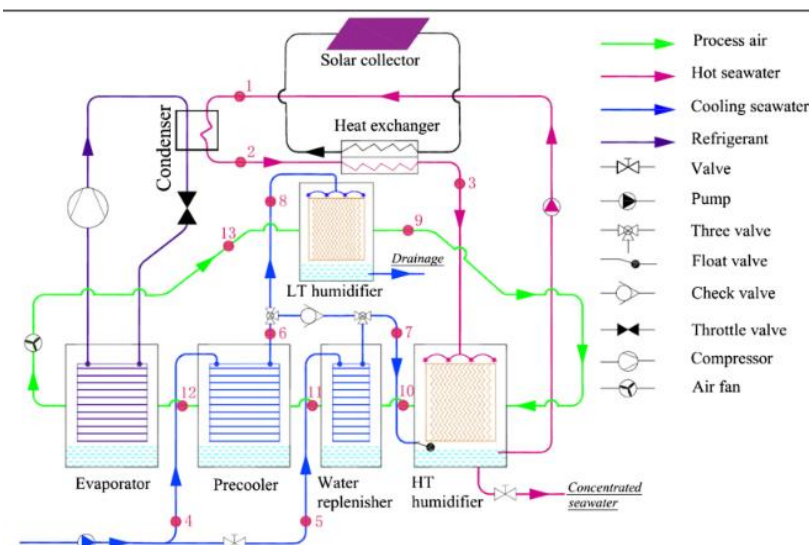 Solar collector
1
Condenser
Heat exchanger
2
3
8
13
9
Drainage
LT humidifier
6
7
12
11
10
Evaporator
Precooler
Water
replenisher
HT
humidifier
4
5
Concentrated
seawater
Process air
Hot seawater
Cooling seawater
Refrigerant
Valve
Pump
Three valve
Float valve
Check valve
Throttle valve
Compressor
Air fan